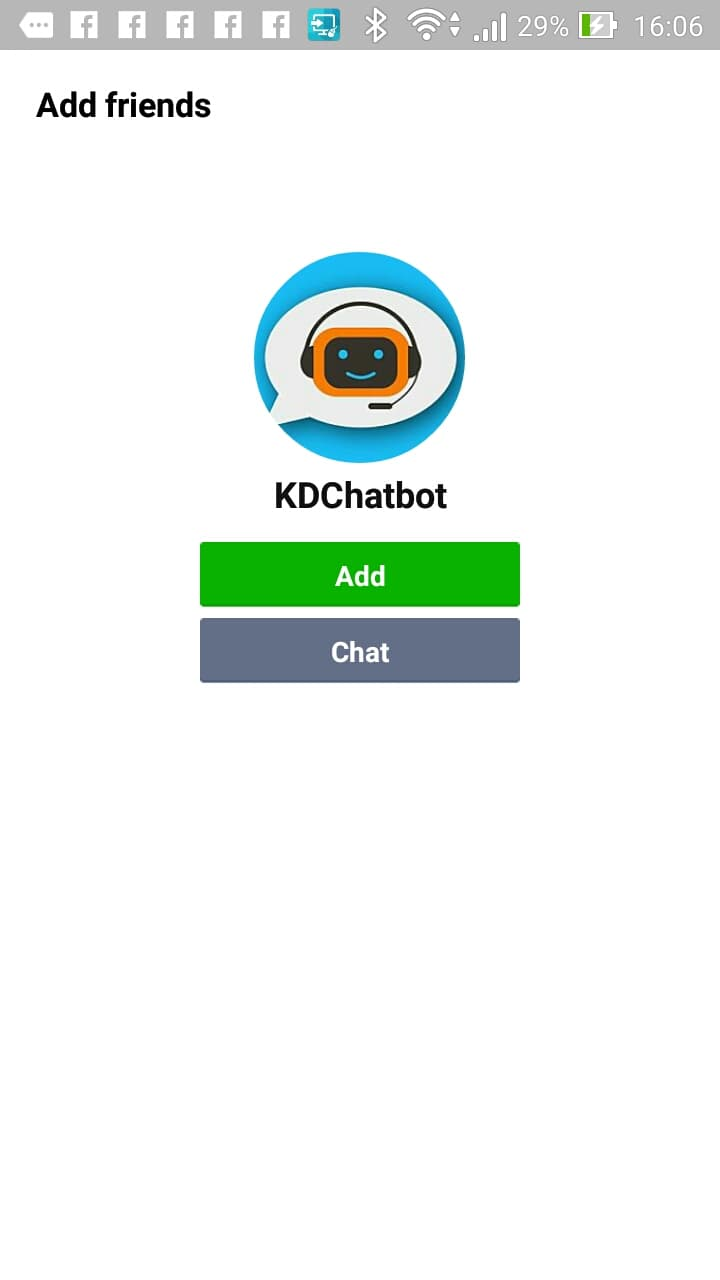 29% 16:06
Add friends
KDChatbot
Add
Chat